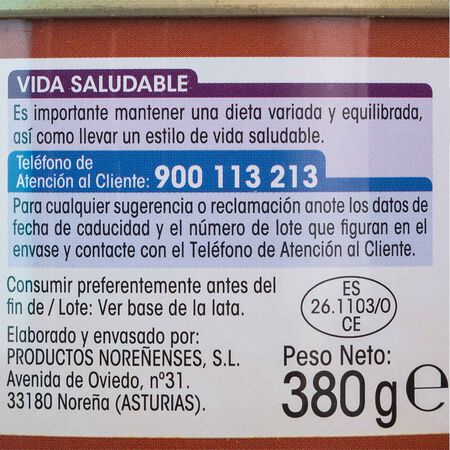 VIDA SALUDABLE
Es importante mantener una dieta variada y equilibrada,
así como llevar un estilo de vida saludable.
Teléfono de
Atención al Cliente: 900 113 213
Para cualquier sugerencia o reclamación anote los datos de
fecha de caducidad y el número de lote que figuran en el
envase y contacte con el Teléfono de Atención al Cliente.
Consumir preferentemente antes del
fin de / Lote: Ver base de la lata.
Elaborado y envasado por:
PRODUCTOS NOREÑENSES, S.L.
Avenida de Oviedo, nº31.
33180 Noreña (ASTURIAS).
ES
26.1103/O
CE
Peso Neto:
380g e